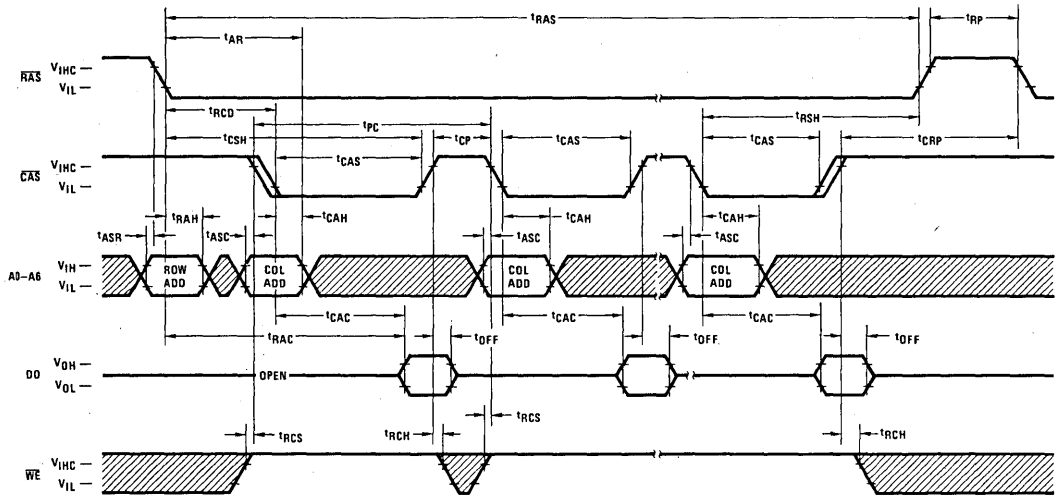 tRAS
tRP
tAR
RAS
VIHC
VIL
tRCD
tPC
tRSH
tCSH
tCP
tCAS
tCAS
tCRP
tCAS
CAS
VIHC
VIL
tRAH
tASC
tCAH
tCAH
tCAH
tASR
tASC
tASC
A0–A6
VIH
VIL
ROW ADD
COL ADD
COL ADD
COL ADD
tCAC
tCAC
tCAC
tRAC
tOFF
tOFF
tOFF
DO
VOH
VOL
OPEN
tRCS
tRCS
tRCH
tRCH
WE
VIHC
VIL